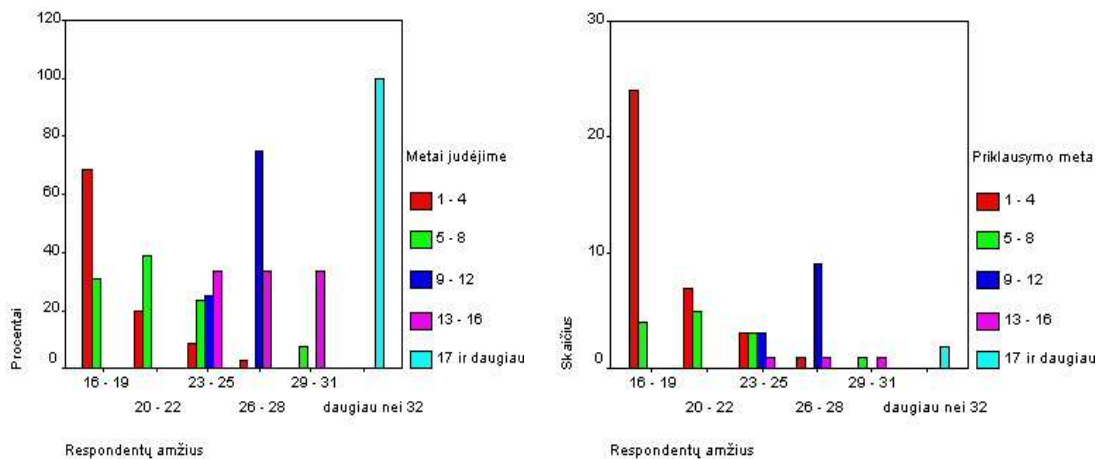 120
100
80
60
40
20
0
Procentai
16 - 19
23 - 25
29 - 31
20 - 22
26 - 28
daugiau nei 32
Respondentų amžius
Metai judėjime
1 - 4
5 - 8
9 - 12
13 - 16
17 ir daugiau
30
20
10
0
Skaičius
16 - 19
23 - 25
29 - 31
20 - 22
26 - 28
daugiau nei 32
Respondentų amžius
Priklausymo meta
1 - 4
5 - 8
9 - 12
13 - 16
17 ir daugiau